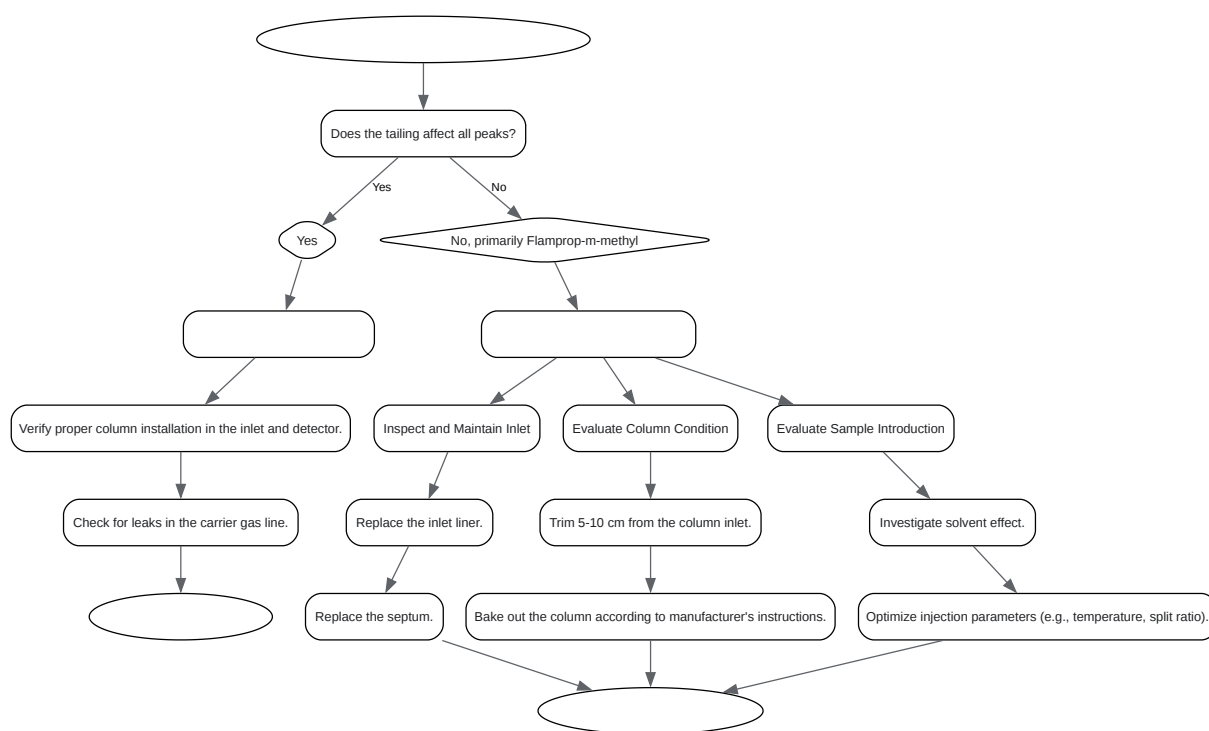 Does the tailing affect all peaks?
Yes
No
Yes
No, primarily Flamprop-m-methyl
Verify proper column installation in the inlet and detector.
Inspect and Maintain Inlet
Evaluate Column Condition
Evaluate Sample Introduction
Check for leaks in the carrier gas line.
Replace the inlet liner.
Trim 5-10 cm from the column inlet.
Investigate solvent effect.
Replace the septum.
Bake out the column according to manufacturer's instructions.
Optimize injection parameters (e.g., temperature, split ratio).